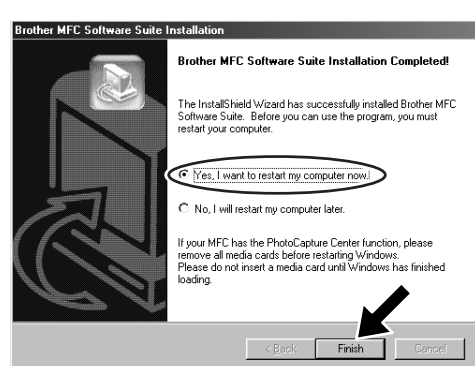 Brother MFC Software Suite Installation
Brother MFC Software Suite Installation Completed!
The InstallShield Wizard has successfully installed Brother MFC
Software Suite. Before you can use the program, you must
restart your computer.
Yes, I want to restart my computer now.
No, I will restart my computer later.
If your MFC has the PhotoCapture Center function, please
remove all media cards before restarting Windows.
Please do not insert a media card until Windows has finished
loading.
< Back
Finish
Cancel